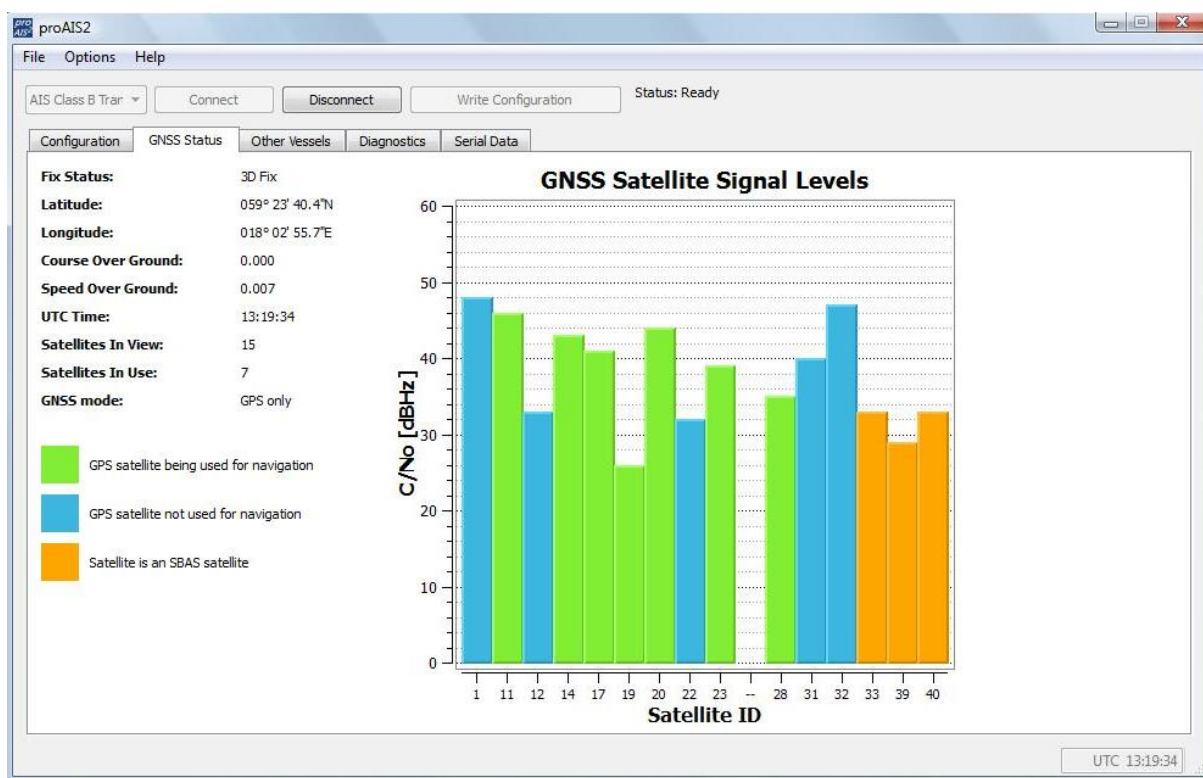 pro AIS2 proAIS2
File Options Help
AIS Class B Trar Connect Disconnect Write Configuration Status: Ready
Configuration GNSS Status Other Vessels Diagnostics Serial Data
Fix Status: 3D Fix
Latitude: 059° 23' 40.4"N
Longitude: 018° 02' 55.7"E
Course Over Ground: 0.000
Speed Over Ground: 0.007
UTC Time: 13:19:34
Satellites In View: 15
Satellites In Use: 7
GNSS mode: GPS only
GPS satellite being used for navigation
GPS satellite not used for navigation
Satellite is an SBAS satellite
GNSS Satellite Signal Levels
C/No [dBHz]
60
50
40
30
20
10
0
1 11 12 14 17 19 20 22 23 -- 28 31 32 33 39 40
Satellite ID
UTC 13:19:34